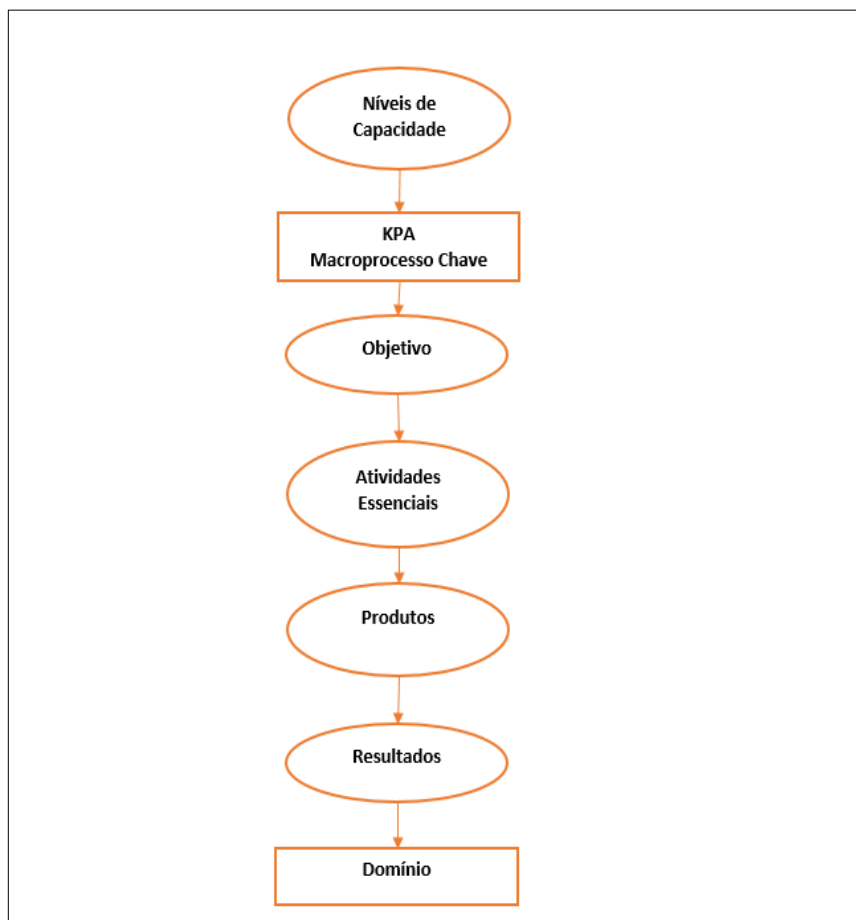 Níveis de
Capacidade
KPA
Macroprocesso Chave
Objetivo
Atividades
Essenciais
Produtos
Resultados
Domínio